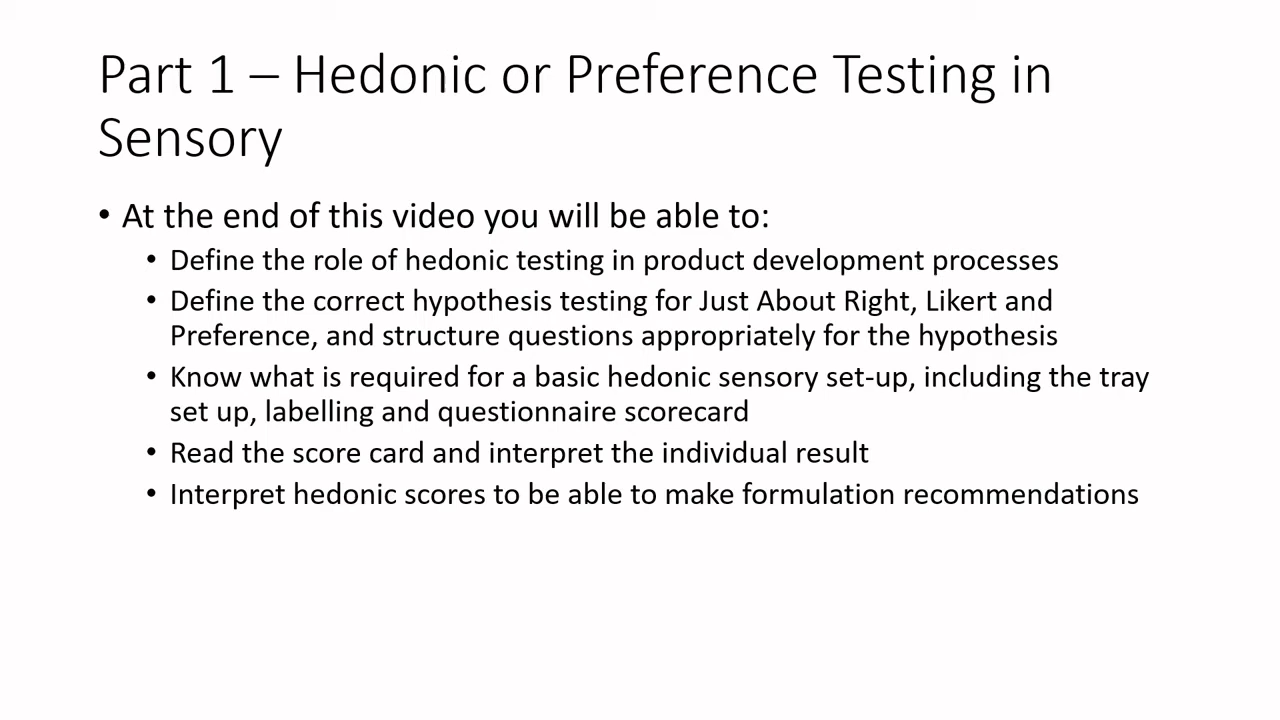 Part 1 – Hedonic or Preference Testing in
Sensory
• At the end of this video you will be able to:
• Define the role of hedonic testing in product development processes
• Define the correct hypothesis testing for Just About Right, Likert and
Preference, and structure questions appropriately for the hypothesis
• Know what is required for a basic hedonic sensory set-up, including the tray
set up, labelling and questionnaire scorecard
• Read the score card and interpret the individual result
• Interpret hedonic scores to be able to make formulation recommendations